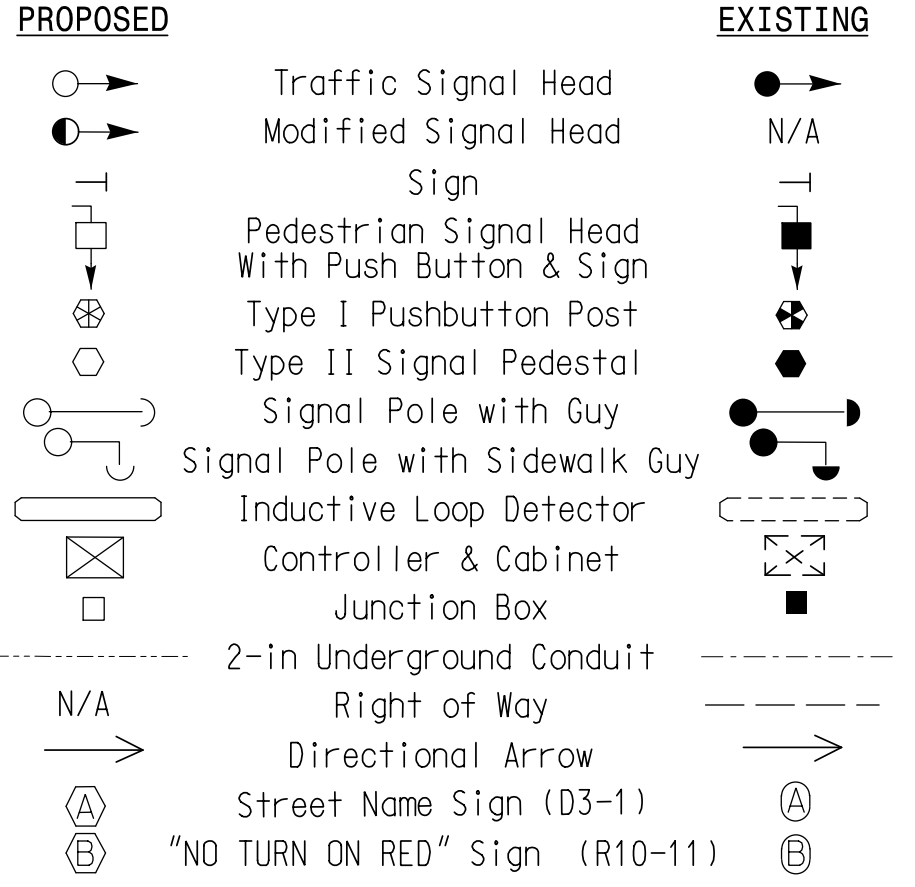 PROPOSED EXISTING
Traffic Signal Head
Modified Signal Head N/A
Sign
Pedestrian Signal Head
With Push Button & Sign
Type I Pushbutton Post
Type II Signal Pedestal
Signal Pole with Guy
Signal Pole with Sidewalk Guy
Inductive Loop Detector
Controller & Cabinet
Junction Box
2-in Underground Conduit
N/A Right of Way
Directional Arrow
A Street Name Sign (D3-1) A
B "NO TURN ON RED" Sign (R10-11) B